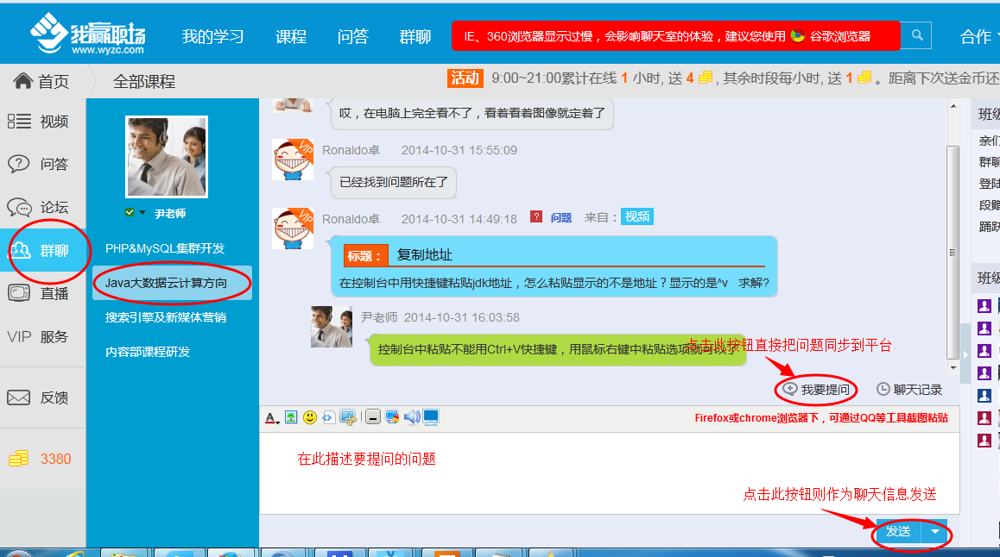 我赢职场
www.wyzc.com
我的学习 课程 问答 群聊
IE、360浏览器显示过慢，会影响聊天室的体验，建议您使用 谷歌浏览器
合作
首页 全部课程
活动 9:00~21:00累计在线 1 小时, 送 4 , 其余时段每小时, 送 1 。距离下次送金币还
视频
问答
论坛
群聊
直播
VIP 服务
反馈
3380
尹老师
PHP&MySQL集群开发
Java大数据云计算方向
搜索引擎及新媒体营销
内容部课程研发
哎，在电脑上完全看不了，看着看着图像就定着了
VIP
Ronaldo卓 2014-10-31 15:55:09
已经找到问题所在了
VIP
Ronaldo卓 2014-10-31 14:49:18 ? 问题 来自： 视频
标题： 复制地址
在控制台中用快捷键粘贴jdk地址，怎么粘贴显示的不是地址？显示的是^v 求解?
尹老师 2014-10-31 16:03:58
控制台中粘贴不能用Ctrl+V快捷键，用鼠标右键中粘贴选项就可以了
点击此按钮直接把问题同步到平台
我要提问 聊天记录
Firefox或chrome浏览器下，可通过QQ等工具截图粘贴
在此描述要提问的问题
点击此按钮则作为聊天信息发送
发送
班级
亲们
群聊
登陆
段赠
踊跃
班级